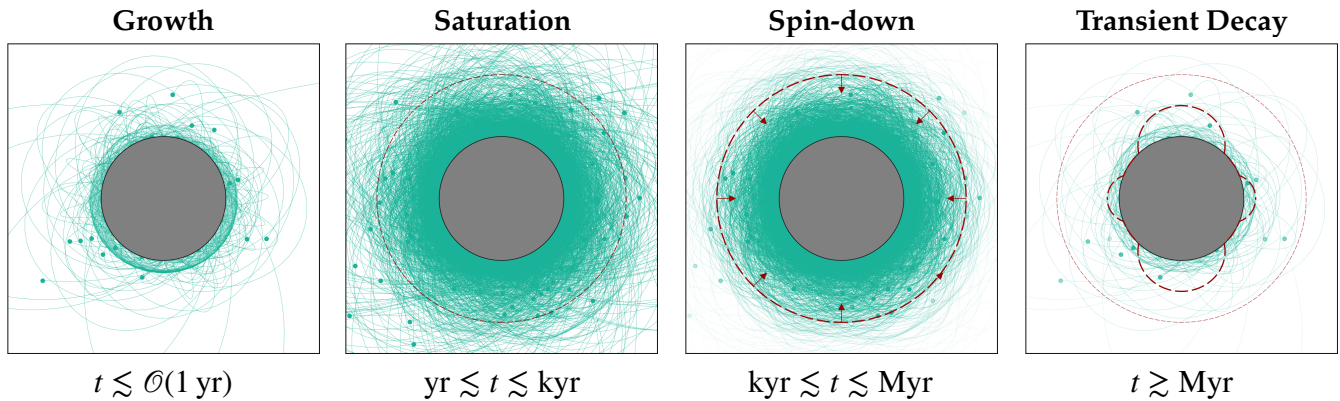 Growth Saturation Spin-down Transient Decay
t ≲ 𝒪(1 yr) yr ≲ t ≲ kyr kyr ≲ t ≲ Myr t ≳ Myr